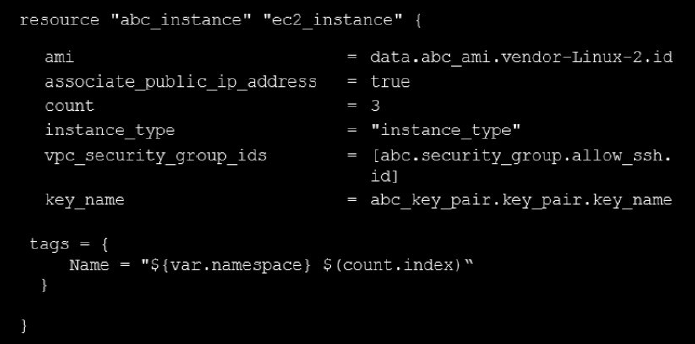 resource "abc_instance" "ec2_instance" {
ami = data.abc_ami.vendor-Linux-2.id
associate_public_ip_address = true
count = 3
instance_type = "instance_type"
vpc_security_group_ids = [abc.security_group.allow_ssh.
id]
key_name = abc_key_pair.key_pair.key_name
tags = {
Name = "${var.namespace} $(count.index)“
}
}